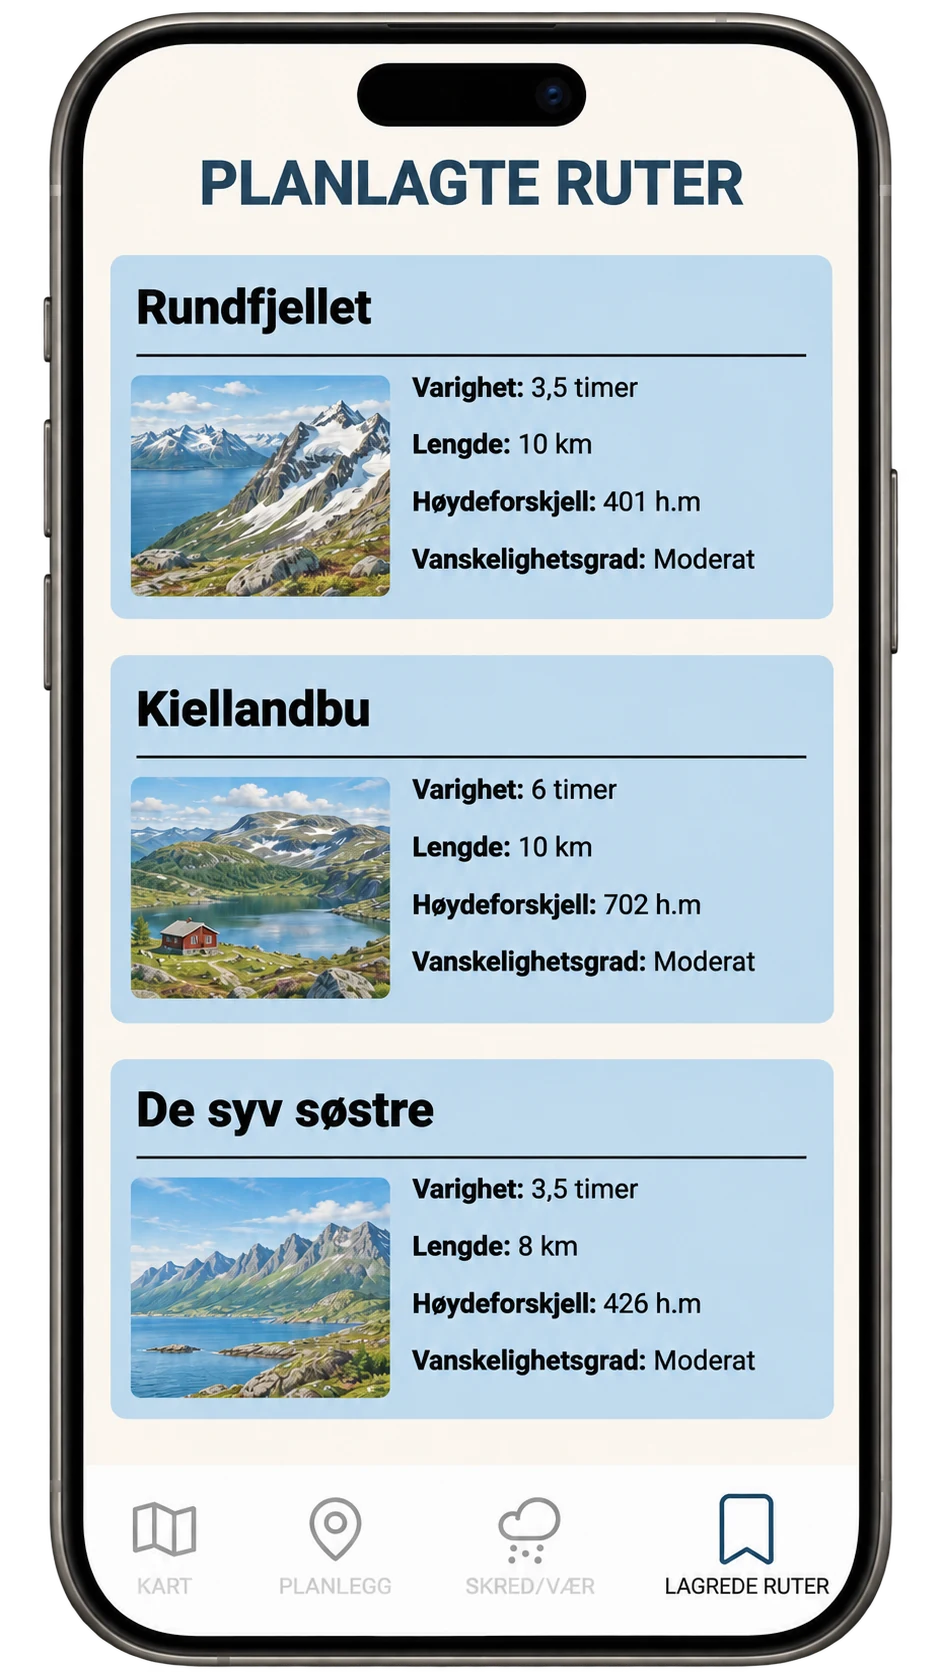 PLANLAGTE RUTER
Rundfjellet
Varighet: 3,5 timer
Lengde: 10 km
Høydeforskjell: 401 h.m
Vanskelighetsgrad: Moderat
Kiellandbu
Varighet: 6 timer
Lengde: 10 km
Høydeforskjell: 702 h.m
Vanskelighetsgrad: Moderat
De syv søstre
Varighet: 3,5 timer
Lengde: 8 km
Høydeforskjell: 426 h.m
Vanskelighetsgrad: Moderat
KART PLANLEGG SKRED/VÆR LAGREDE RUTER